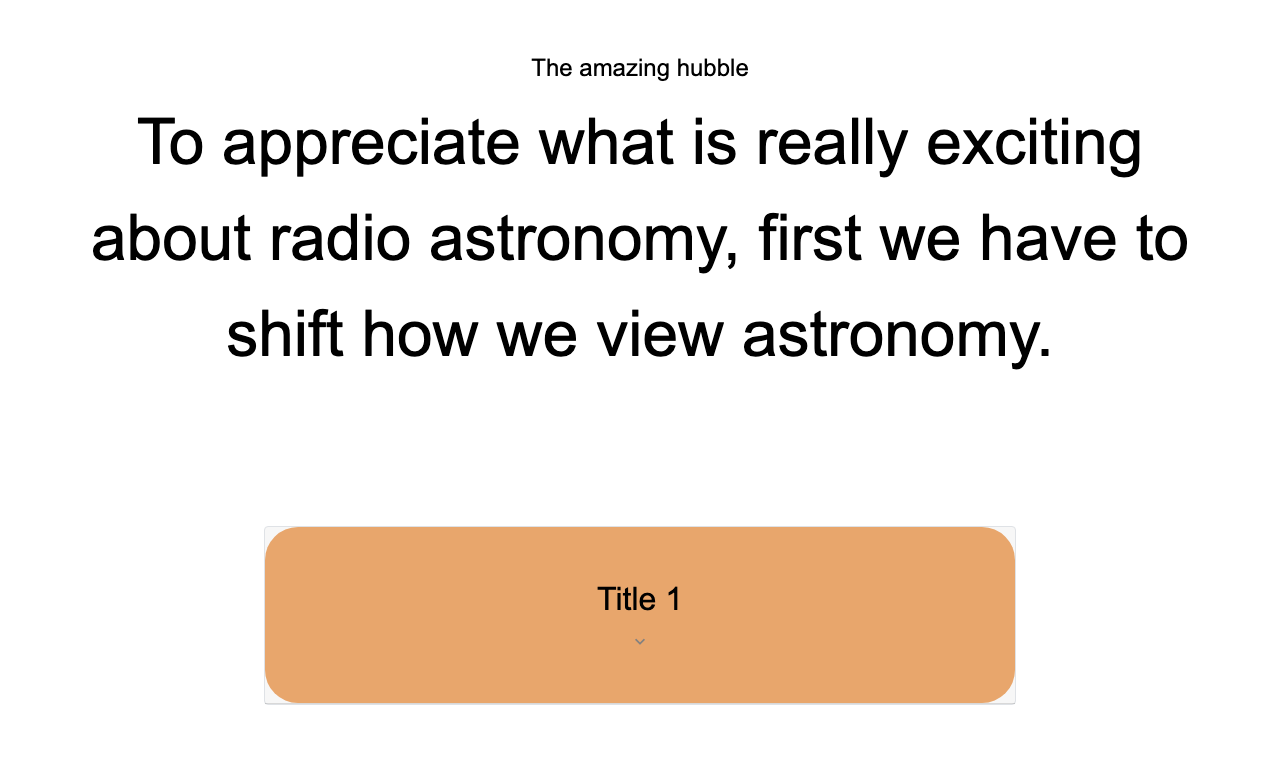 The amazing hubble
To appreciate what is really exciting
about radio astronomy, first we have to
shift how we view astronomy.
Title 1